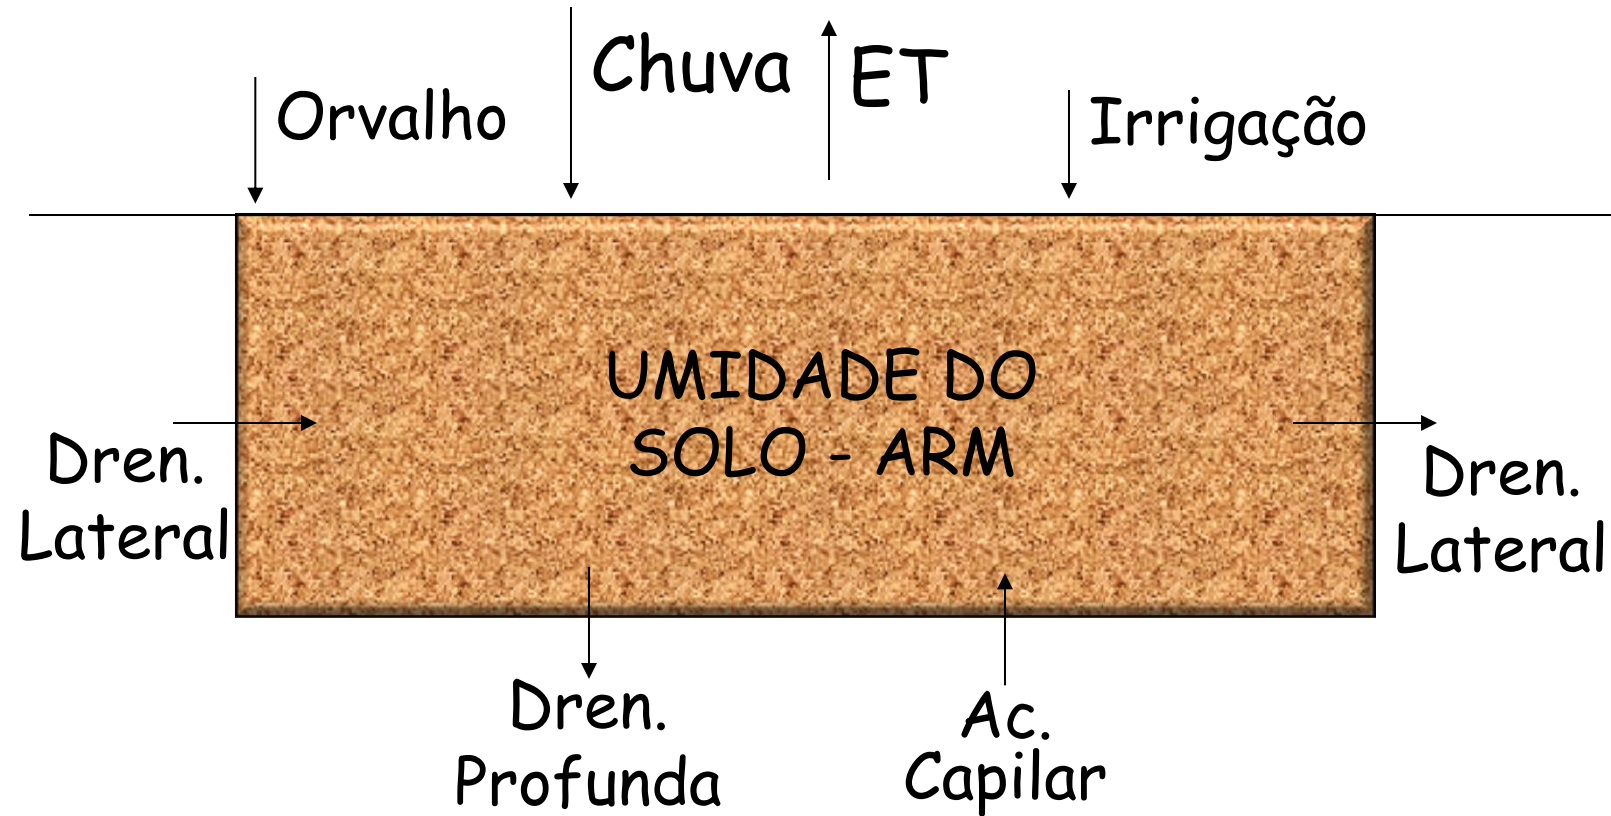 Chuva
ET
Orvalho
Irrigação
UMIDADE DO
SOLO - ARM
Dren.
Lateral
Dren.
Lateral
Dren.
Profunda
Ac.
Capilar